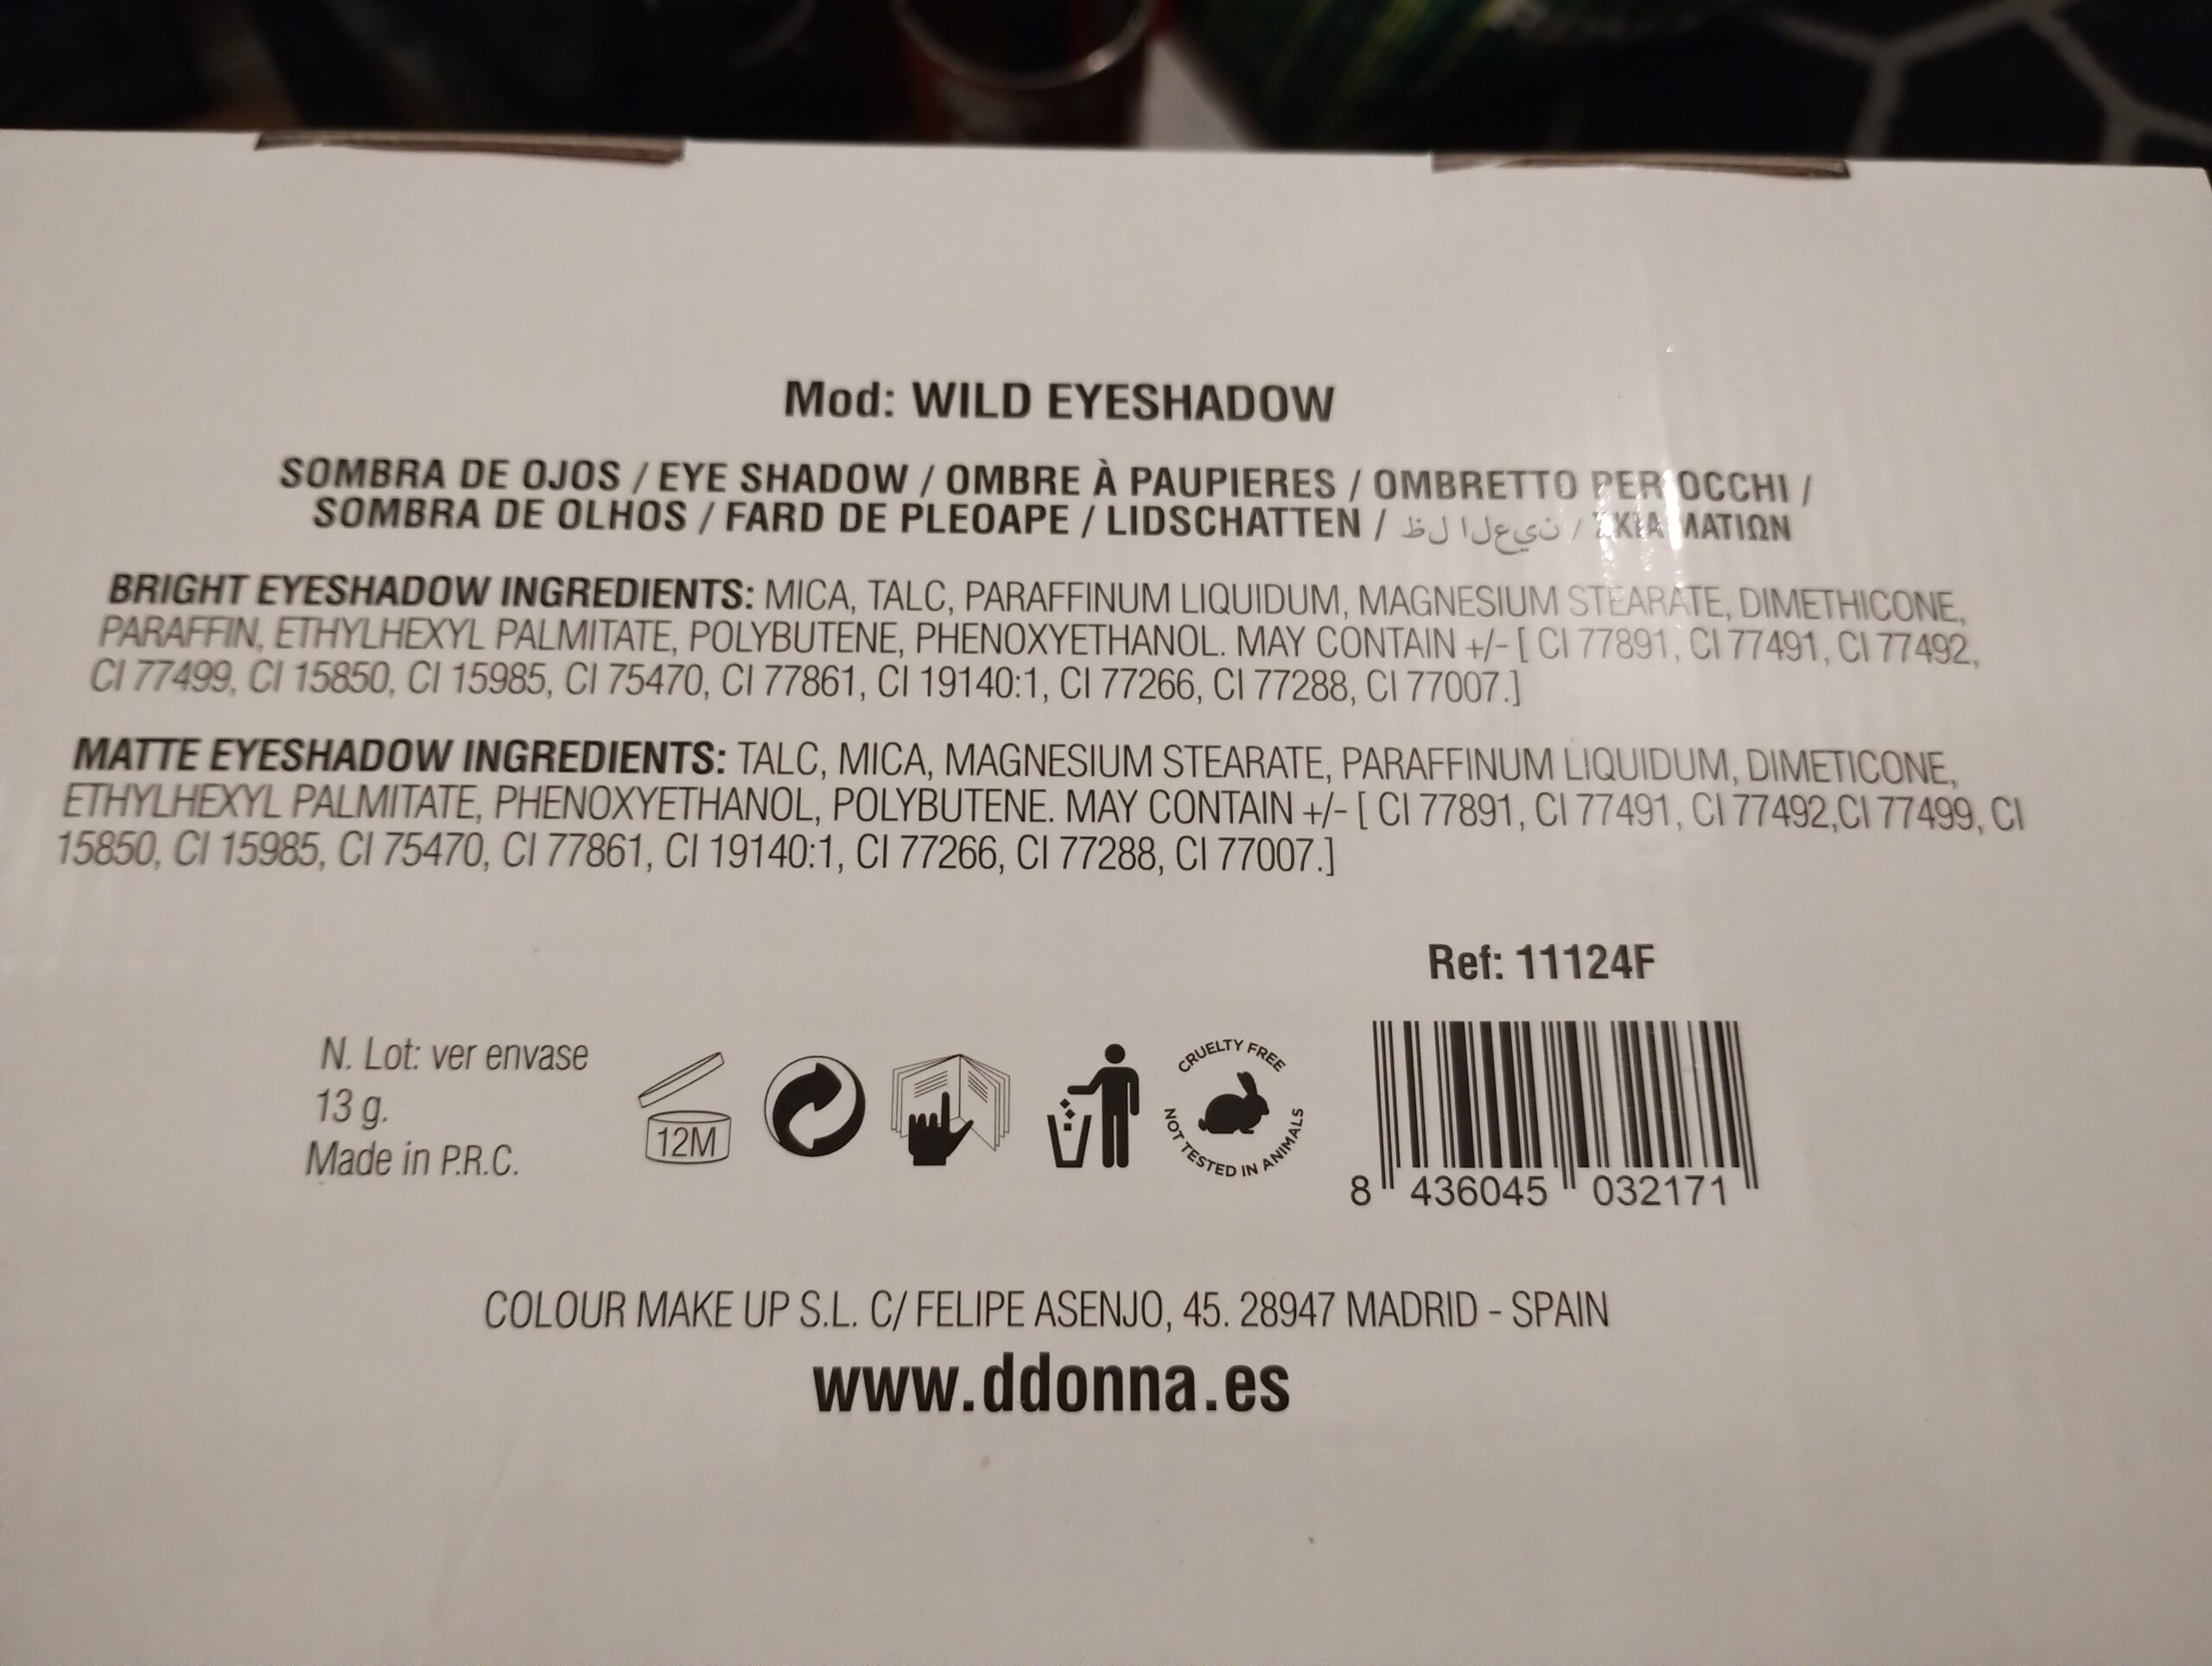 Mod: WILD EYESHADOW
SOMBRA DE OJOS / EYE SHADOW / OMBRE À PAUPIERES / OMBRETTO PER OCCHI /
SOMBRA DE OLHOS / FARD DE PLEOAPE / LIDSCHATTEN / ﻅﻝ ﺍﻝﻉﻱﻥ / ΣΚΙΑ ΜΑΤΙΩΝ
BRIGHT EYESHADOW INGREDIENTS: MICA, TALC, PARAFFINUM LIQUIDUM, MAGNESIUM STEARATE, DIMETHICONE,
PARAFFIN, ETHYLHEXYL PALMITATE, POLYBUTENE, PHENOXYETHANOL. MAY CONTAIN +/- [ CI 77891, CI 77491, CI 77492,
CI 77499, CI 15850, CI 15985, CI 75470, CI 77861, CI 19140:1, CI 77266, CI 77288, CI 77007.]
MATTE EYESHADOW INGREDIENTS: TALC, MICA, MAGNESIUM STEARATE, PARAFFINUM LIQUIDUM, DIMETICONE,
ETHYLHEXYL PALMITATE, PHENOXYETHANOL, POLYBUTENE. MAY CONTAIN +/- [ CI 77891, CI 77491, CI 77492,CI 77499, CI
15850, CI 15985, CI 75470, CI 77861, CI 19140:1, CI 77266, CI 77288, CI 77007.]
Ref: 11124F
N. Lot: ver envase
13 g.
Made in P.R.C.
12M
CRUELTY FREE
NOT TESTED IN ANIMALS
8 436045 032171
COLOUR MAKE UP S.L. C/ FELIPE ASENJO, 45. 28947 MADRID - SPAIN
www.ddonna.es